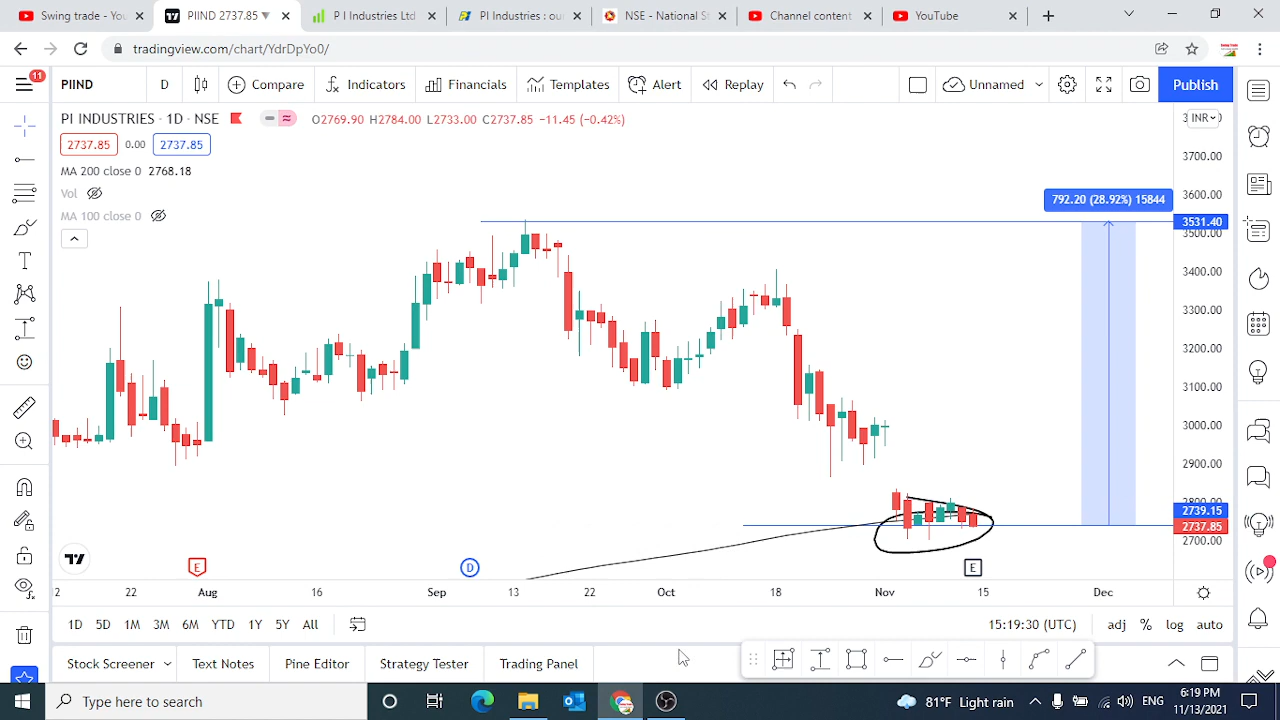 Swing trade - You
PIIND 2737.85 ▼
PI Industries Ltd
PI Industries : our
NSE - National St
Channel content
YouTube
tradingview.com/chart/YdrDpYo0/
11
PIIND
D
Compare
Indicators
Financials
Templates
Alert
Replay
Unnamed
Publish
PI INDUSTRIES · 1D · NSE
O2769.90 H2784.00 L2733.00 C2737.85 −11.45 (−0.42%)
INR
2737.85
0.00
2737.85
MA 200 close 0 2768.18
Vol
MA 100 close 0
792.20 (28.92%) 15844
3700.00
3600.00
3531.40
3500.00
3400.00
3300.00
3200.00
3100.00
3000.00
2900.00
2739.15
2737.85
2700.00
E
D
E
22
Aug
16
Sep
13
22
Oct
18
Nov
15
Dec
1D
5D
1M
3M
6M
YTD
1Y
5Y
All
15:19:30 (UTC)
adj
%
log
auto
Stock Screener
Text Notes
Pine Editor
Strategy Tester
Trading Panel
Type here to search
81°F Light rain
ENG
6:19 PM
11/13/2021